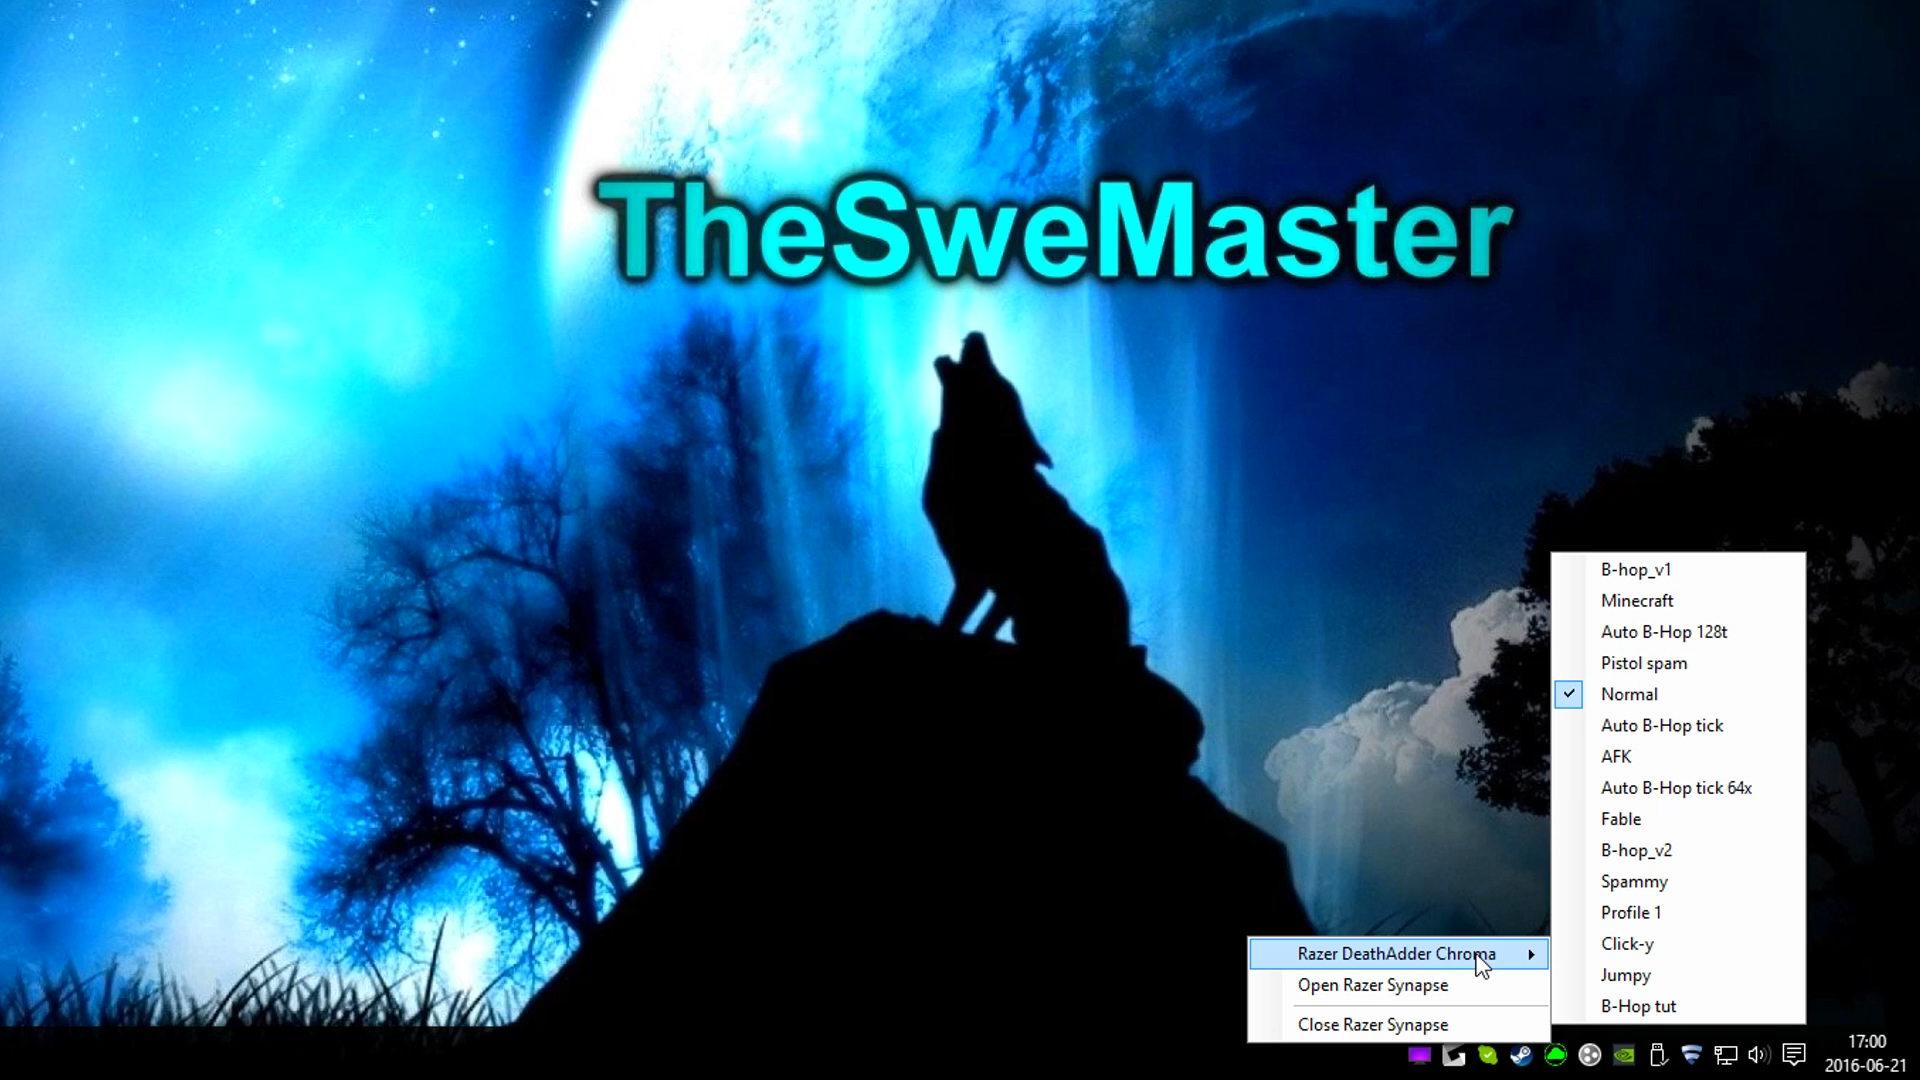 TheSweMaster
B-hop_v1
Minecraft
Auto B-Hop 128t
Pistol spam
Normal
Auto B-Hop tick
AFK
Auto B-Hop tick 64x
Fable
B-hop_v2
Spammy
Profile 1
Click-y
Jumpy
B-Hop tut
Razer DeathAdder Chroma
Open Razer Synapse
Close Razer Synapse
17:00
2016-06-21